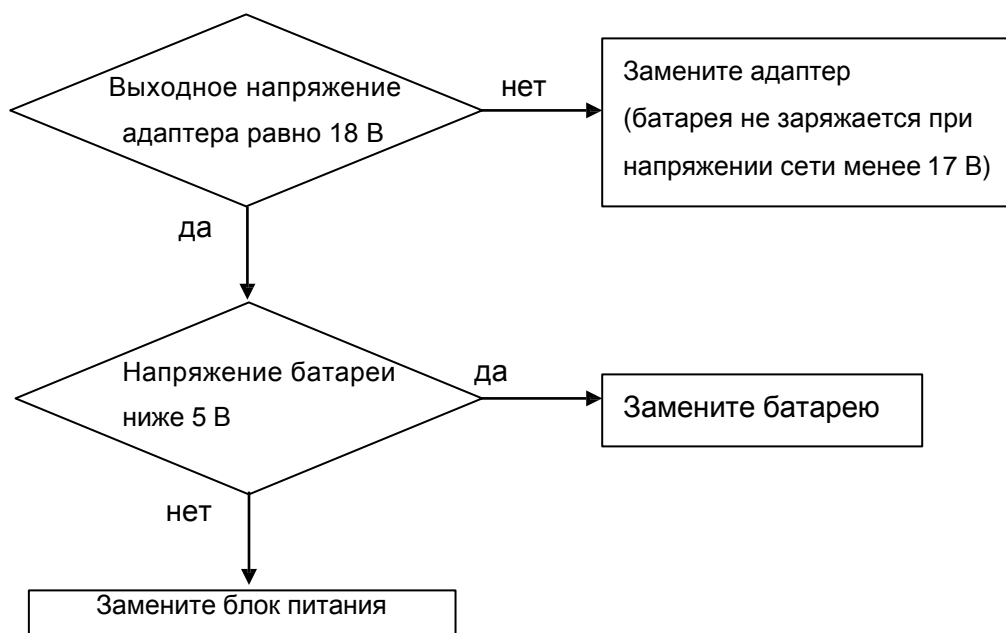 Выходное напряжение
адаптера равно 18 В
нет
Замените адаптер
(батарея не заряжается при
напряжении сети менее 17 В)
да
Напряжение батареи
ниже 5 В
да
Замените батарею
нет
Замените блок питания